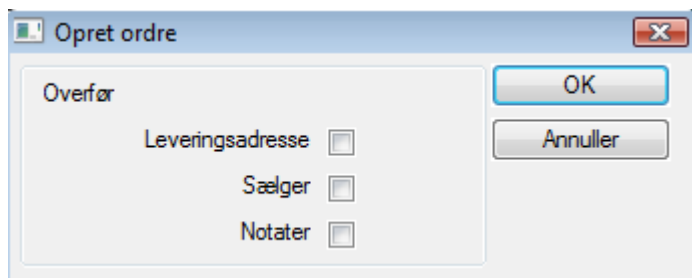 Opret ordre
Overfør
OK
Leveringsadresse
Annuller
Sælger
Notater